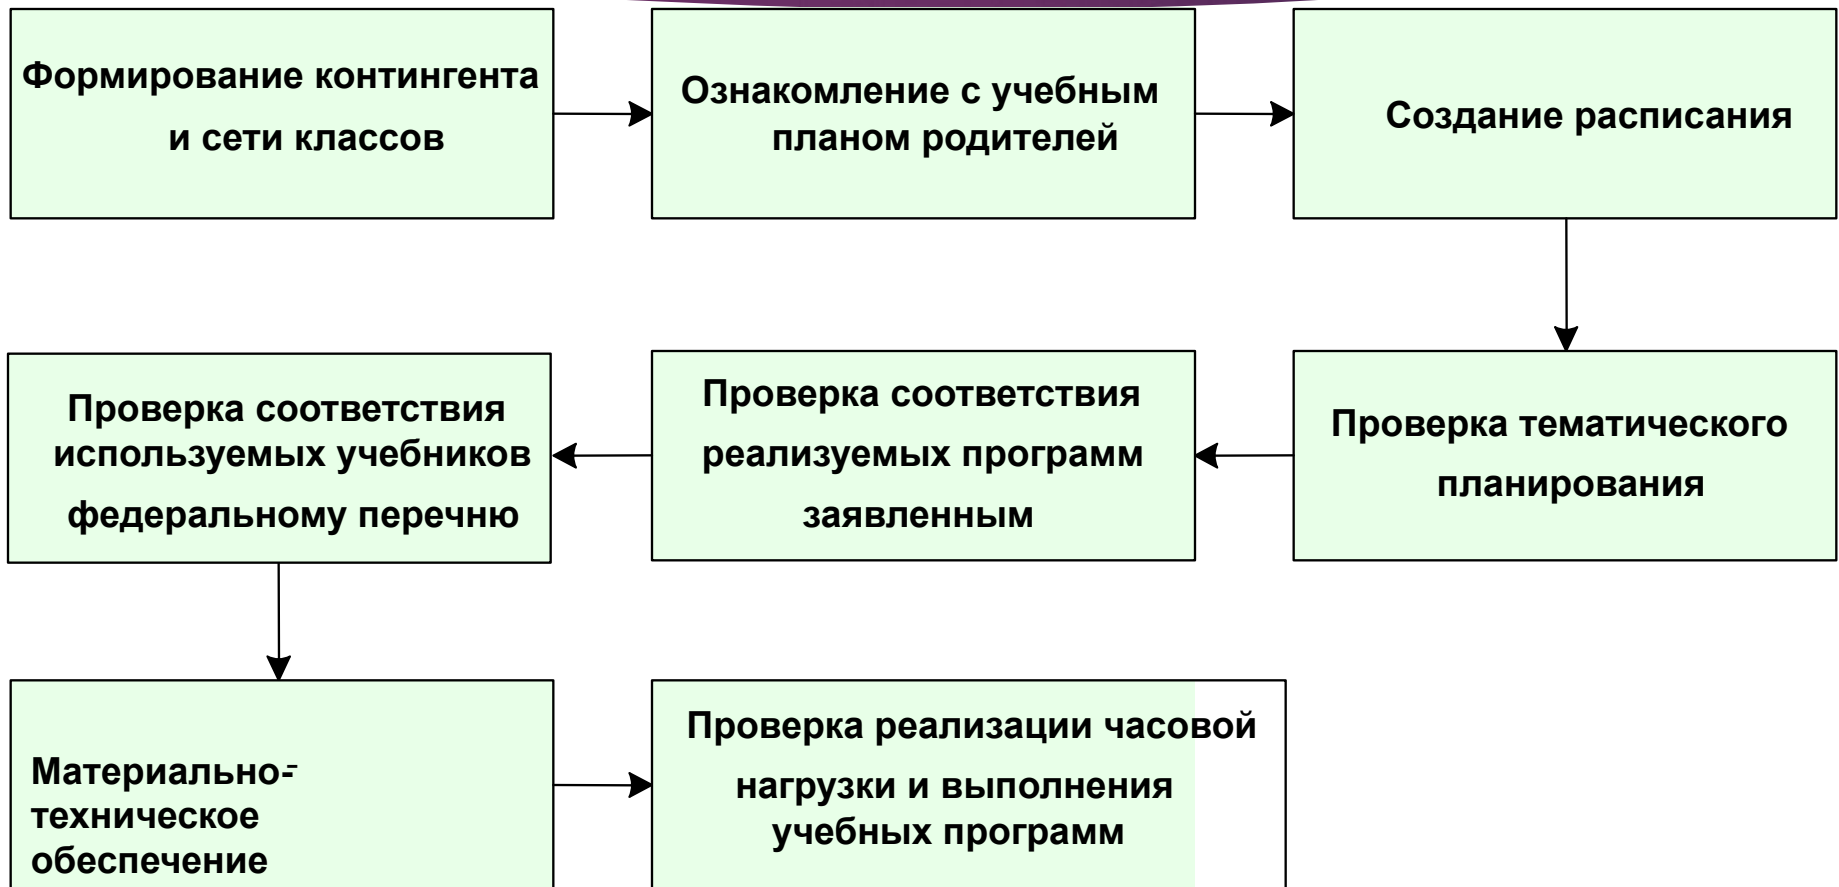 Формирование контингента
и сети классов
Ознакомление с учебным
планом родителей
Создание расписания
Проверка тематического
планирования
Проверка соответствия
реализуемых программ
заявленным
Проверка соответствия
используемых учебников
федеральному перечню
Материально-
техническое
обеспечение
Проверка реализации часовой
нагрузки и выполнения
учебных программ